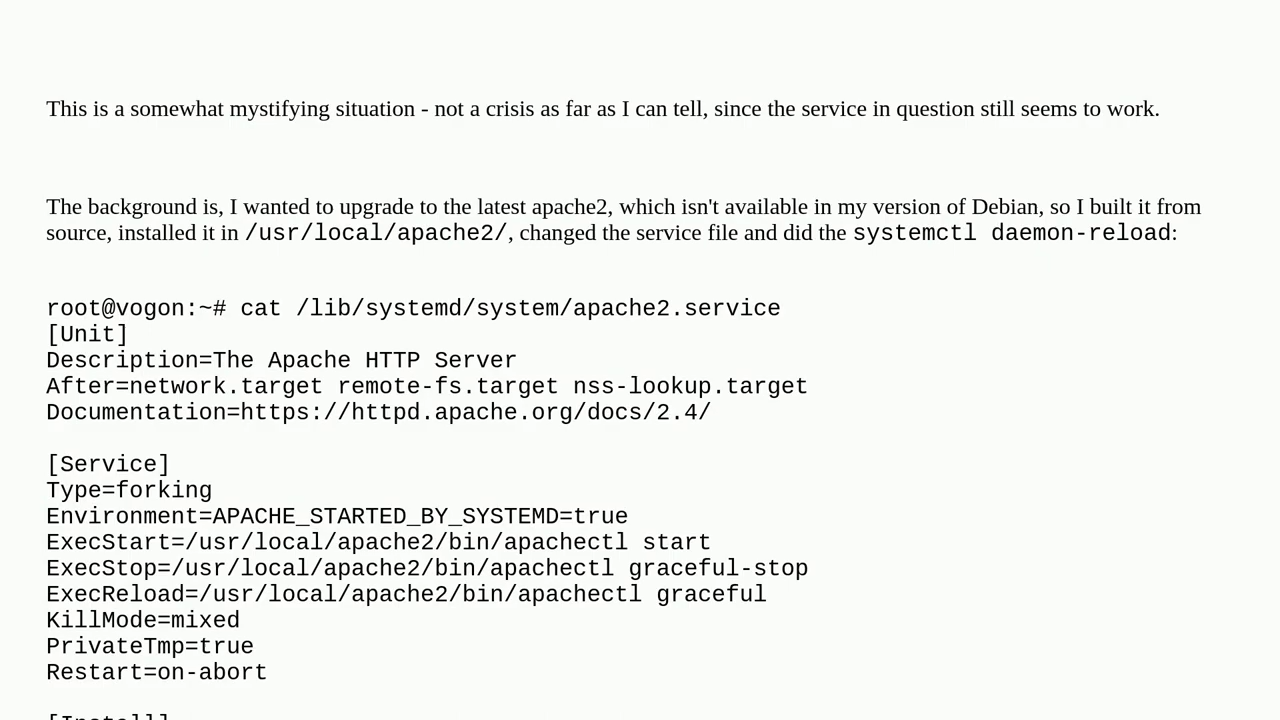 This is a somewhat mystifying situation - not a crisis as far as I can tell, since the service in question still seems to work.
The background is, I wanted to upgrade to the latest apache2, which isn't available in my version of Debian, so I built it from
source, installed it in /usr/local/apache2/, changed the service file and did the systemctl daemon-reload:
root@vogon:~# cat /lib/systemd/system/apache2.service
[Unit]
Description=The Apache HTTP Server
After=network.target remote-fs.target nss-lookup.target
Documentation=https://httpd.apache.org/docs/2.4/
[Service]
Type=forking
Environment=APACHE_STARTED_BY_SYSTEMD=true
ExecStart=/usr/local/apache2/bin/apachectl start
ExecStop=/usr/local/apache2/bin/apachectl graceful-stop
ExecReload=/usr/local/apache2/bin/apachectl graceful
KillMode=mixed
PrivateTmp=true
Restart=on-abort
[Install]